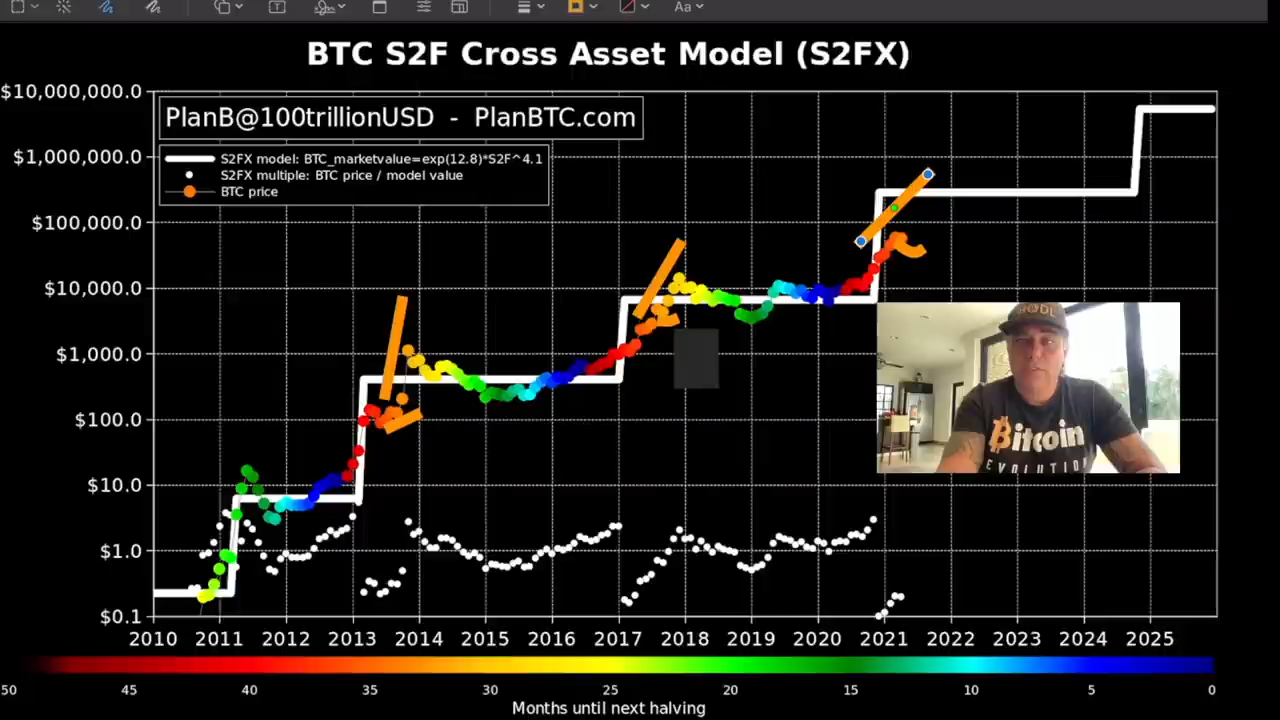 Aa
BTC S2F Cross Asset Model (S2FX)
$10,000,000.0
$1,000,000.0
$100,000.0
$10,000.0
$1,000.0
$100.0
$10.0
$1.0
$0.1
PlanB@100trillionUSD - PlanBTC.com
S2FX model: BTC_marketvalue=exp(12.8)*S2F^4.1
S2FX multiple: BTC price / model value
BTC price
HODL
Bitcoin
EVOLUTION
2010 2011 2012 2013 2014 2015 2016 2017 2018 2019 2020 2021 2022 2023 2024 2025
50 45 40 35 30 25 20 15 10 5 0
Months until next halving